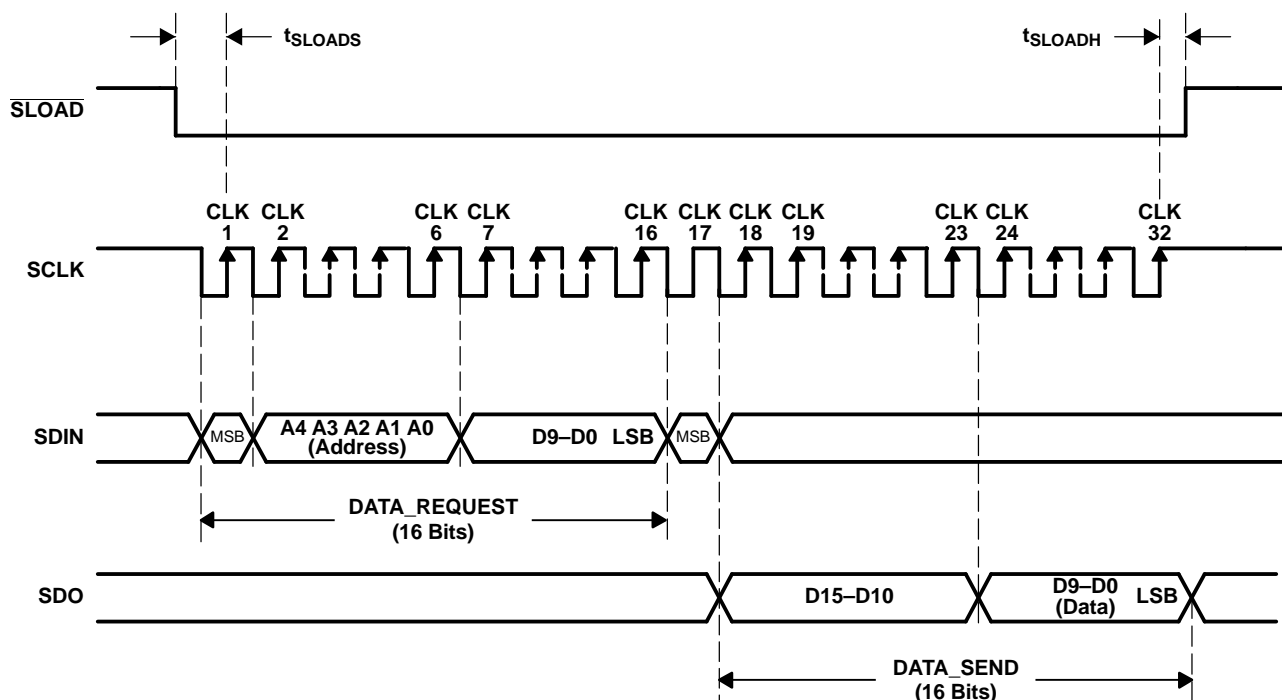 tSLOADS
tSLOADH
SLOAD
CLK 1
CLK 2
CLK 6
CLK 7
CLK 16
CLK 17
CLK 18
CLK 19
CLK 23
CLK 24
CLK 32
SCLK
SDIN
MSB
A4 A3 A2 A1 A0
(Address)
D9–D0 LSB
MSB
DATA_REQUEST
(16 Bits)
SDO
D15–D10
D9–D0
(Data)
LSB
DATA_SEND
(16 Bits)